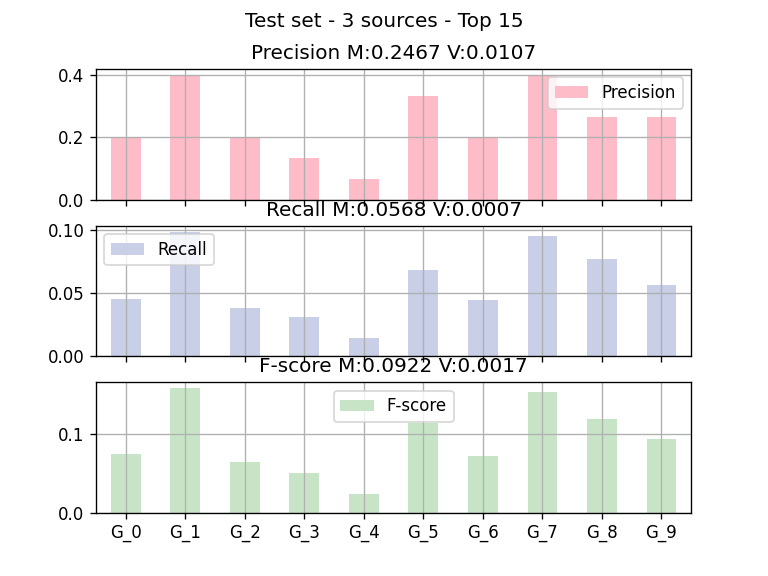 Test set - 3 sources - Top 15
Precision M:0.2467 V:0.0107
0.4
Precision
0.2
0.0
Recall M:0.0568 V:0.0007
0.10
Recall
0.05
0.00
F-score M:0.0922 V:0.0017
F-score
0.1
0.0
G_0 G_1 G_2 G_3 G_4 G_5 G_6 G_7 G_8 G_9